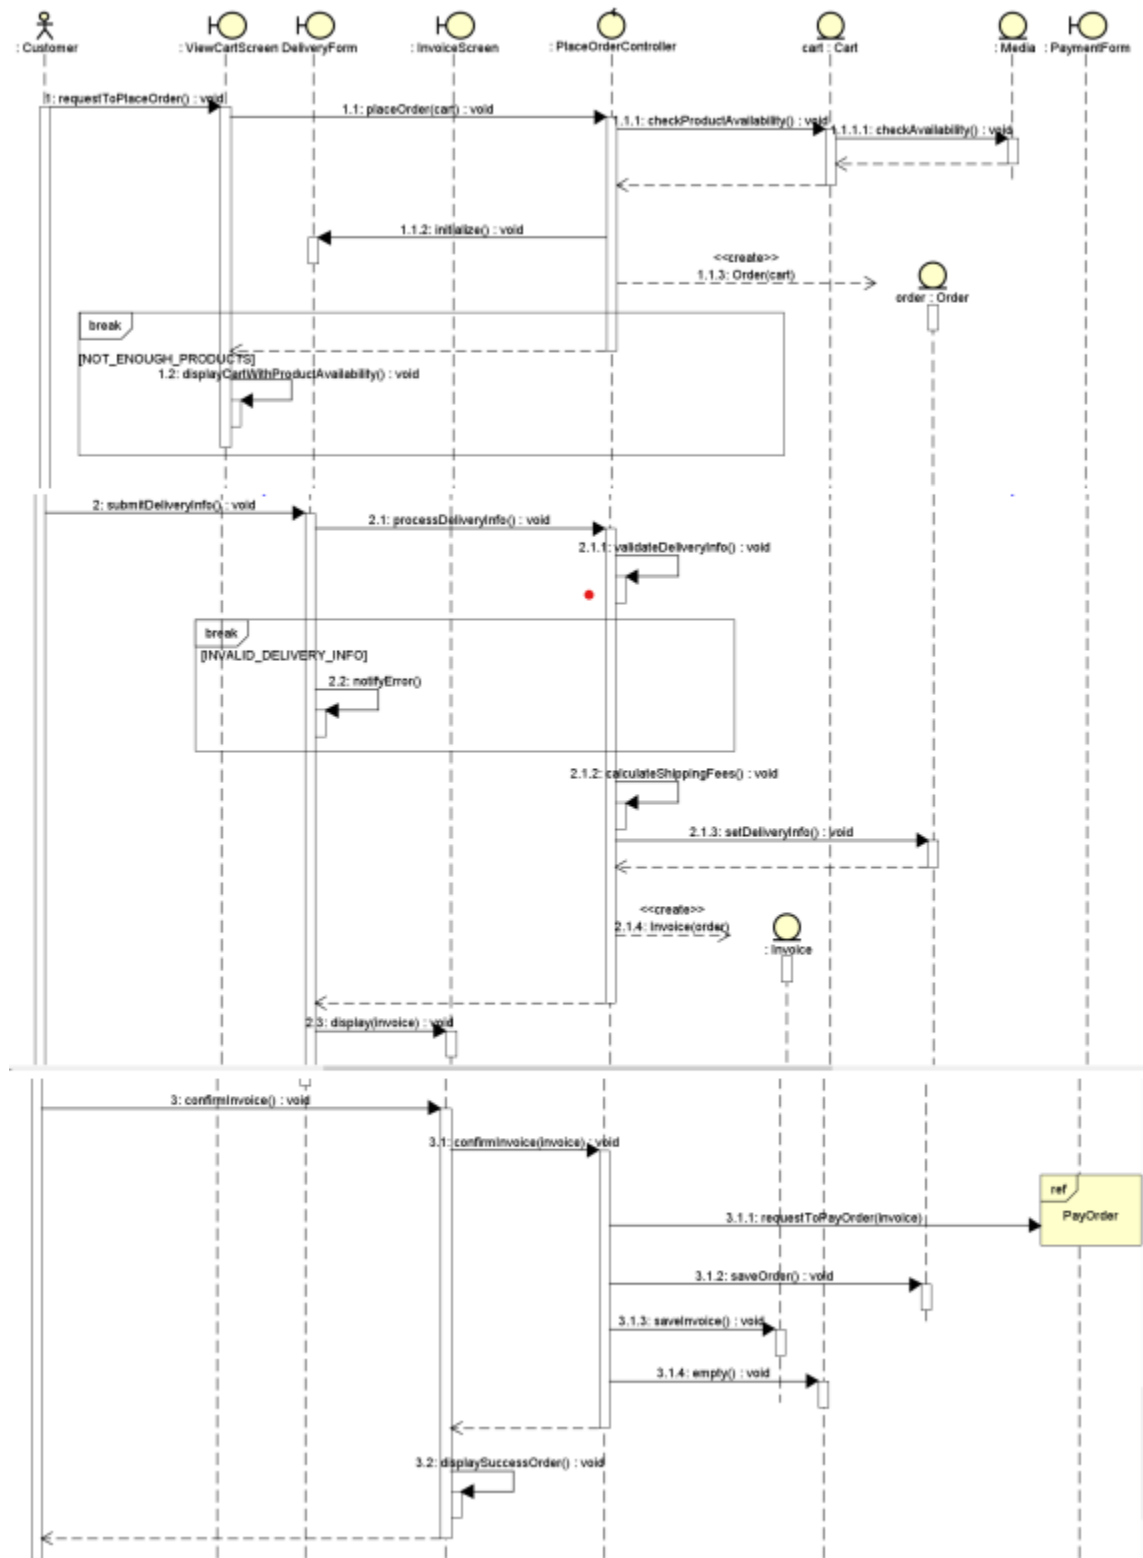 : Customer
: ViewCartScreen
DeliveryForm
: InvoiceScreen
: PlaceOrderController
cart : Cart
: Media
: PaymentForm
1: requestToPlaceOrder() : void
1.1: placeOrder(cart) : void
1.1.1: checkProductAvailability() : void
1.1.1.1: checkAvailability() : void
1.1.2: initialize() : void
<<create>>
1.1.3: Order(cart)
order : Order
break
[NOT_ENOUGH_PRODUCTS]
1.2: displayCartWithProductAvailability() : void
2: submitDeliveryInfo() : void
2.1: processDeliveryInfo() : void
2.1.1: validateDeliveryInfo() : void
break
[INVALID_DELIVERY_INFO]
2.2: notifyError()
2.1.2: calculateShippingFees() : void
2.1.3: setDeliveryInfo() : void
<<create>>
2.1.4: Invoice(order)
: Invoice
2.3: display(invoice) : void
3: confirmInvoice() : void
3.1: confirmInvoice(invoice) : void
ref
PayOrder
3.1.1: requestToPayOrder(invoice)
3.1.2: saveOrder() : void
3.1.3: saveInvoice() : void
3.1.4: empty() : void
3.2: displaySuccessOrder() : void